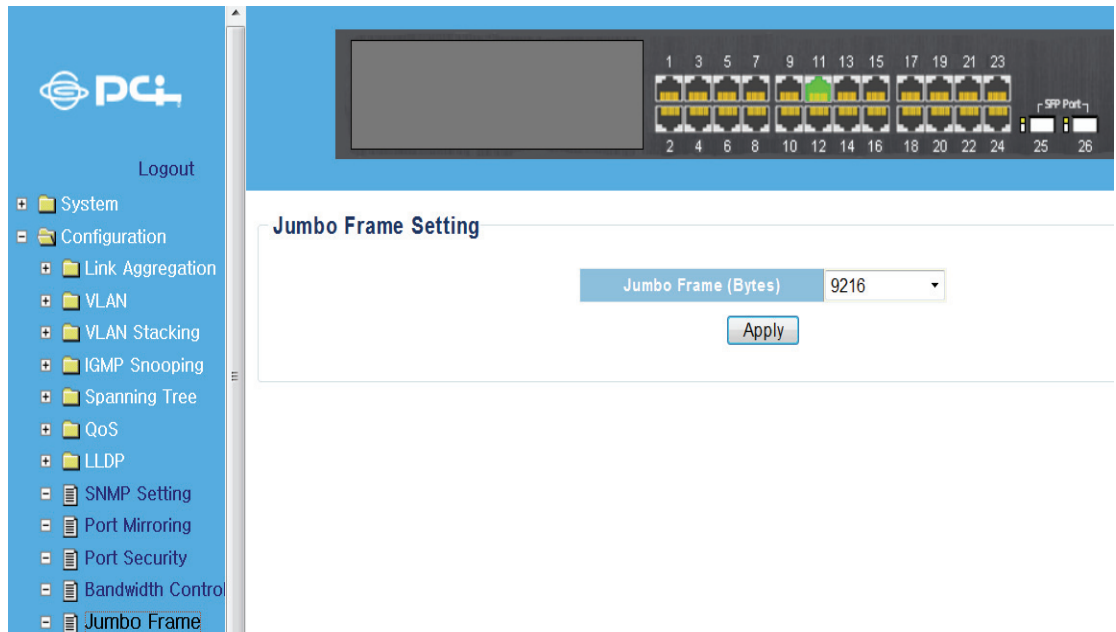 PCi
Logout
System
Configuration
Link Aggregation
VLAN
VLAN Stacking
IGMP Snooping
Spanning Tree
QoS
LLDP
SNMP Setting
Port Mirroring
Port Security
Bandwidth Control
Jumbo Frame
1 3 5 7 9 11 13 15 17 19 21 23
SFP Port
2 4 6 8 10 12 14 16 18 20 22 24 25 26
Jumbo Frame Setting
Jumbo Frame (Bytes) 9216
Apply